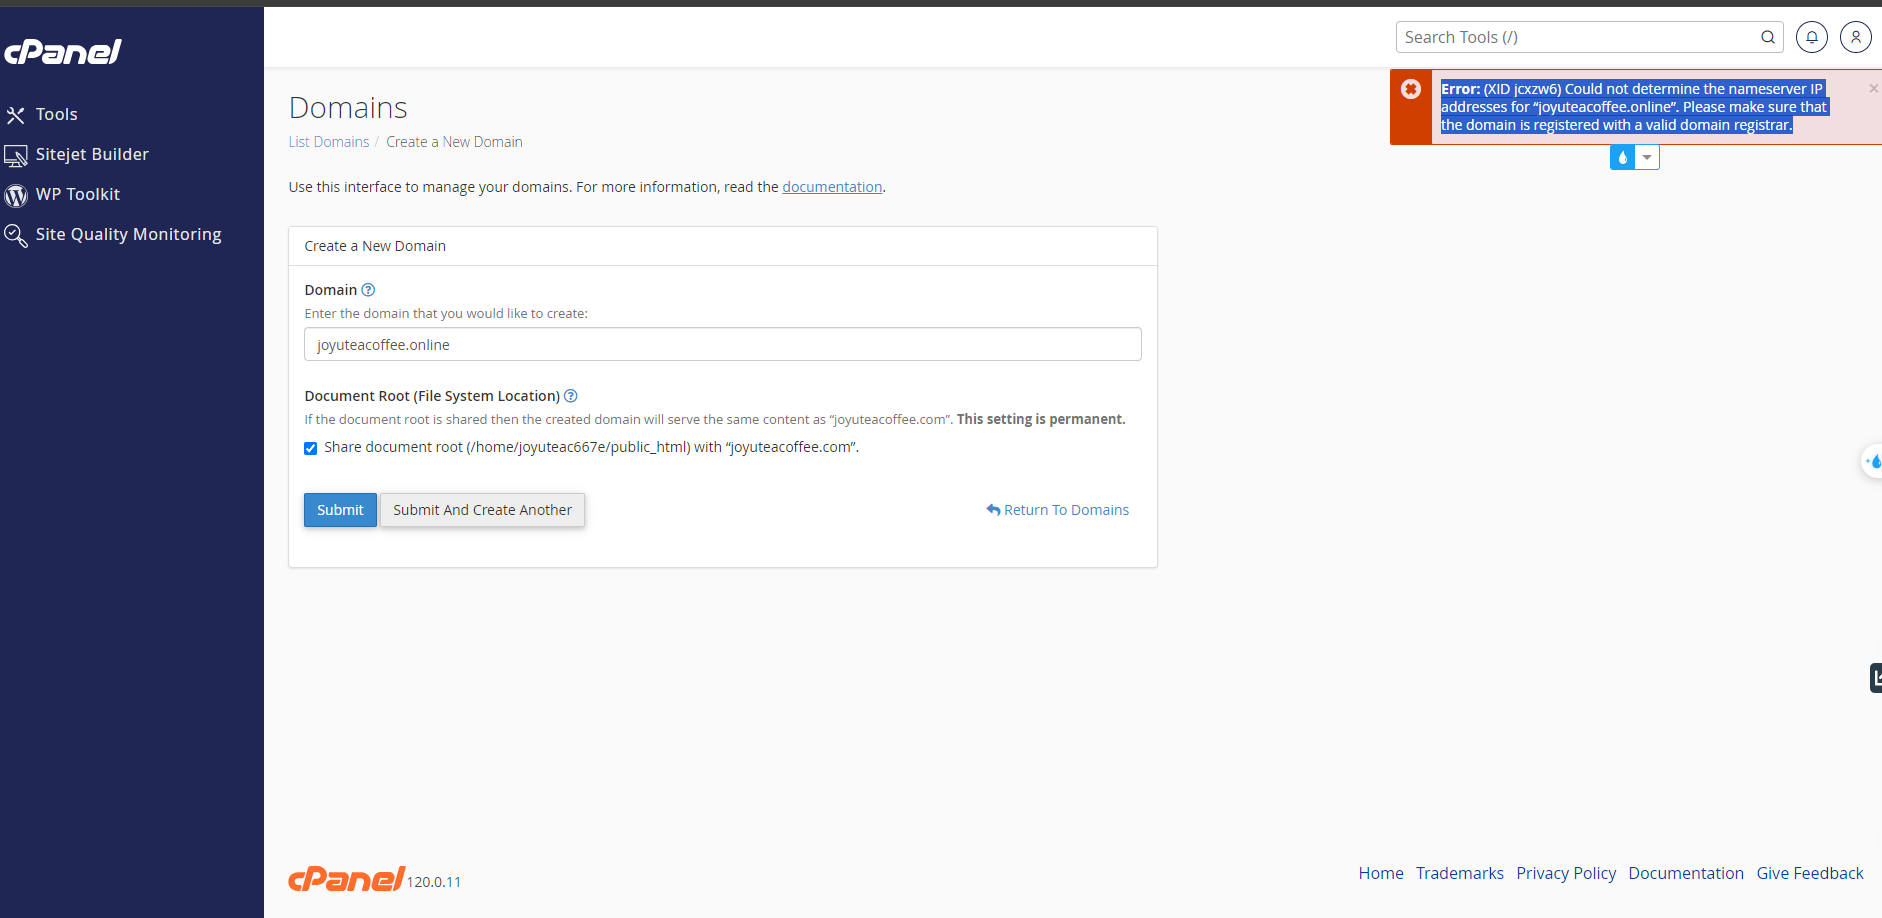 cPanel
Search Tools (/)
Tools
Sitejet Builder
WP Toolkit
Site Quality Monitoring
Error: (XID jcxzw6) Could not determine the nameserver IP
addresses for “joyuteacoffee.online”. Please make sure that
the domain is registered with a valid domain registrar.
×
Domains
List Domains / Create a New Domain
Use this interface to manage your domains. For more information, read the documentation.
Create a New Domain
Domain
Enter the domain that you would like to create:
joyuteacoffee.online
Document Root (File System Location)
If the document root is shared then the created domain will serve the same content as “joyuteacoffee.com”. This setting is permanent.
Share document root (/home/joyuteac667e/public_html) with “joyuteacoffee.com”.
Submit
Submit And Create Another
Return To Domains
cPanel 120.0.11
Home Trademarks Privacy Policy Documentation Give Feedback